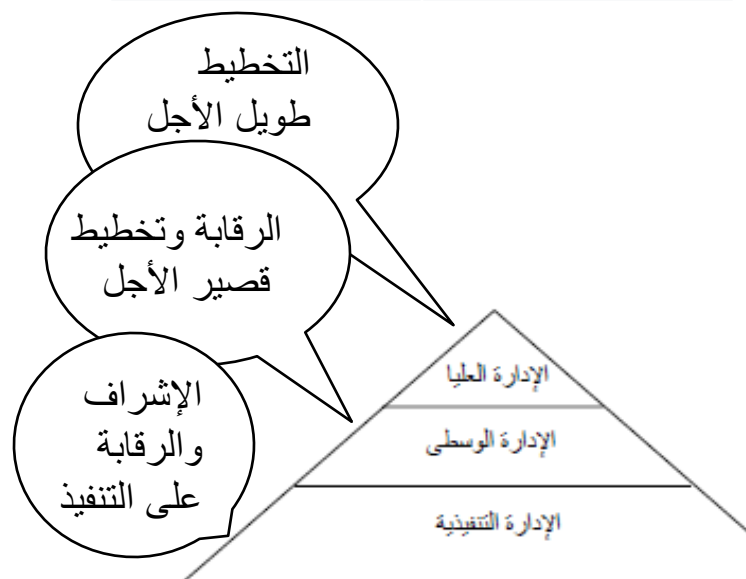 التخطيط
طويل الأجل
الرقابة وتخطيط
قصير الأجل
الإشراف
والرقابة
على التنفيذ
الإدارة العليا
الإدارة الوسطى
الإدارة التنفيذية